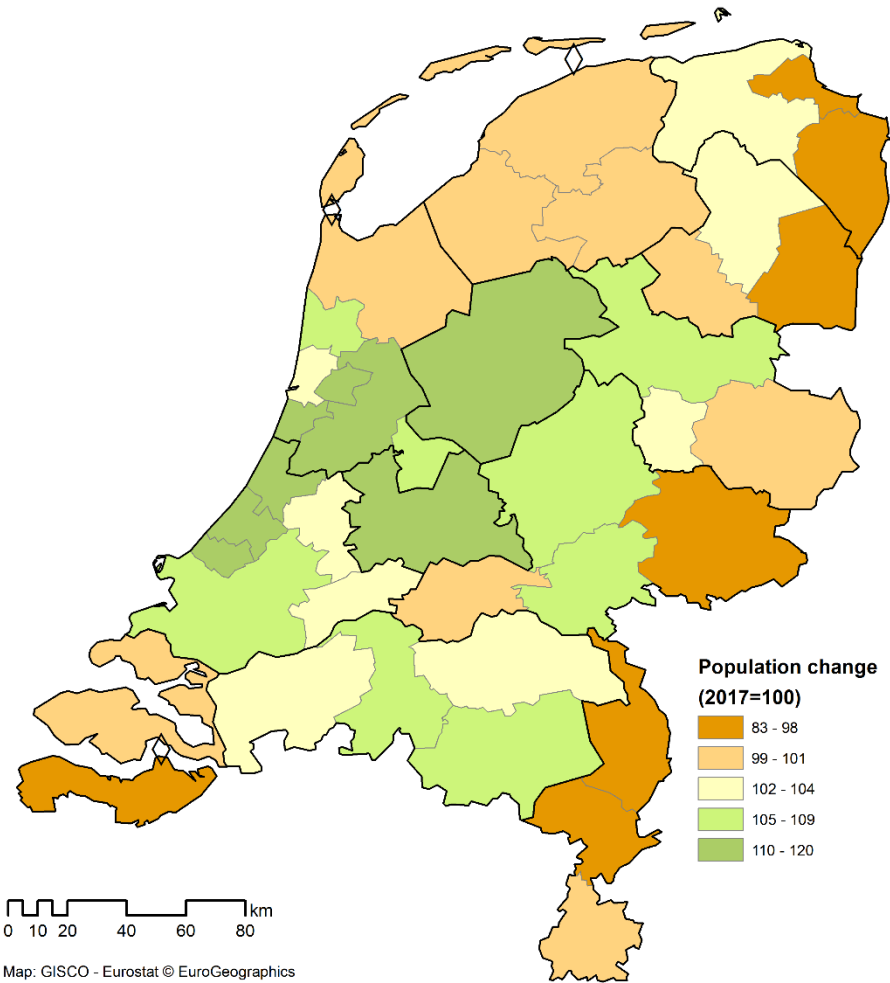 Population change
(2017=100)
83 - 98
99 - 101
102 - 104
105 - 109
110 - 120
km
0 10 20 40 60 80
Map: GISCO - Eurostat © EuroGeographics